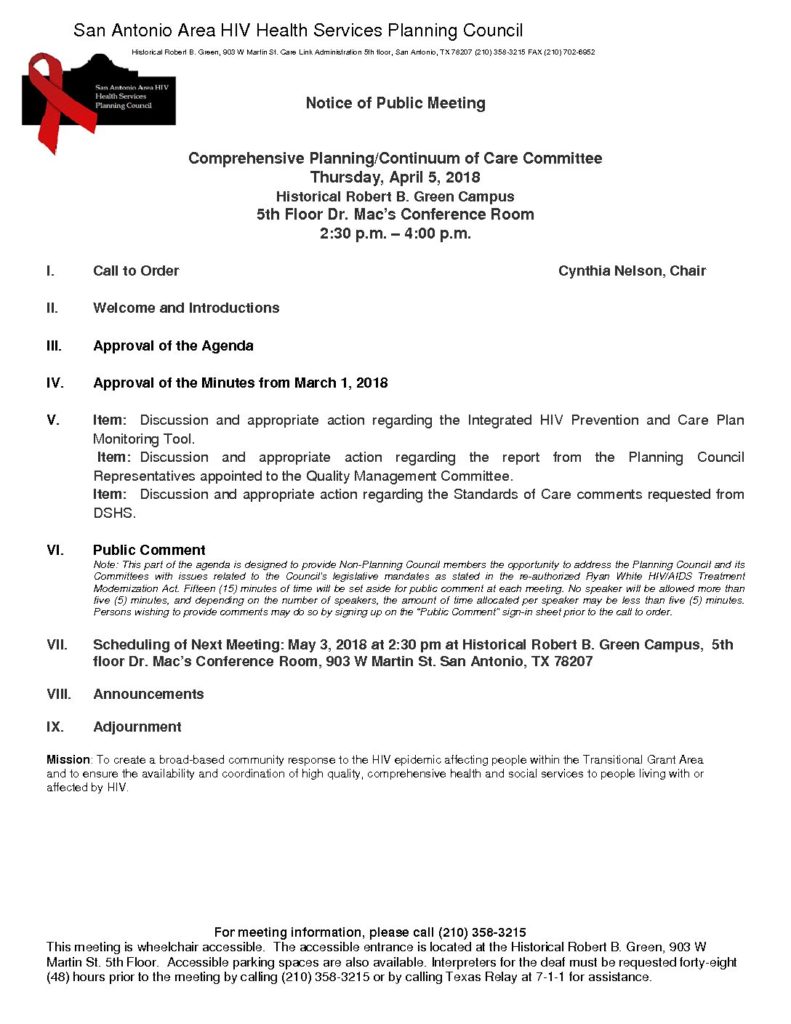 San Antonio Area HIV Health Services Planning Council
Historical Robert B. Green, 903 W Martin St. Care Link Administration 5th floor, San Antonio, TX 78207 (210) 358-3215 FAX (210) 702-6952
San Antonio Area HIV
Health Services
Planning Council
Notice of Public Meeting
Comprehensive Planning/Continuum of Care Committee
Thursday, April 5, 2018
Historical Robert B. Green Campus
5th Floor Dr. Mac's Conference Room
2:30 p.m. – 4:00 p.m.
I. Call to Order Cynthia Nelson, Chair
II. Welcome and Introductions
III. Approval of the Agenda
IV. Approval of the Minutes from March 1, 2018
V. Item: Discussion and appropriate action regarding the Integrated HIV Prevention and Care Plan
Monitoring Tool.
Item: Discussion and appropriate action regarding the report from the Planning Council
Representatives appointed to the Quality Management Committee.
Item: Discussion and appropriate action regarding the Standards of Care comments requested from
DSHS.
VI. Public Comment
Note: This part of the agenda is designed to provide Non-Planning Council members the opportunity to address the Planning Council and its
Committees with issues related to the Council's legislative mandates as stated in the re-authorized Ryan White HIV/AIDS Treatment
Modernization Act. Fifteen (15) minutes of time will be set aside for public comment at each meeting. No speaker will be allowed more than
five (5) minutes, and depending on the number of speakers, the amount of time allocated per speaker may be less than five (5) minutes.
Persons wishing to provide comments may do so by signing up on the "Public Comment" sign-in sheet prior to the call to order.
VII. Scheduling of Next Meeting: May 3, 2018 at 2:30 pm at Historical Robert B. Green Campus, 5th
floor Dr. Mac's Conference Room, 903 W Martin St. San Antonio, TX 78207
VIII. Announcements
IX. Adjournment
Mission: To create a broad-based community response to the HIV epidemic affecting people within the Transitional Grant Area
and to ensure the availability and coordination of high quality, comprehensive health and social services to people living with or
affected by HIV.
For meeting information, please call (210) 358-3215
This meeting is wheelchair accessible. The accessible entrance is located at the Historical Robert B. Green, 903 W
Martin St. 5th Floor. Accessible parking spaces are also available. Interpreters for the deaf must be requested forty-eight
(48) hours prior to the meeting by calling (210) 358-3215 or by calling Texas Relay at 7-1-1 for assistance.